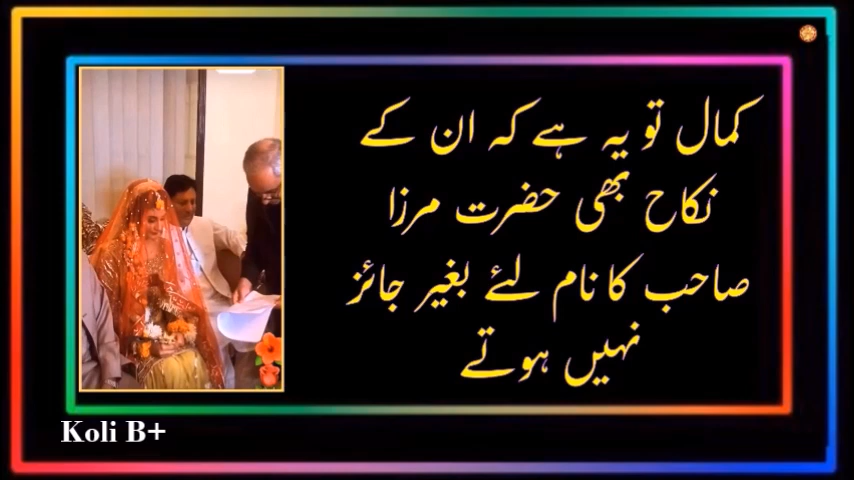 کمال تو یہ ہے کہ ان کے
نکاح بھی حضرت مرزا
صاحب کا نام لئے بغیر جائز
نہیں ہوتے
Koli B+